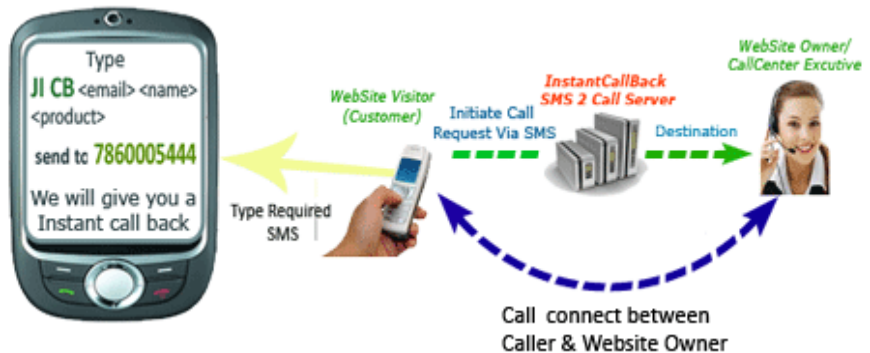 Type
JI CB <email> <name>
<product>
send to 7860005444
We will give you a
Instant call back
Type Required
SMS
WebSite Visitor
(Customer)
Initiate Call
Request Via SMS
InstantCallBack
SMS 2 Call Server
Destination
WebSite Owner/
CallCenter Excutive
Call connect between
Caller & Website Owner